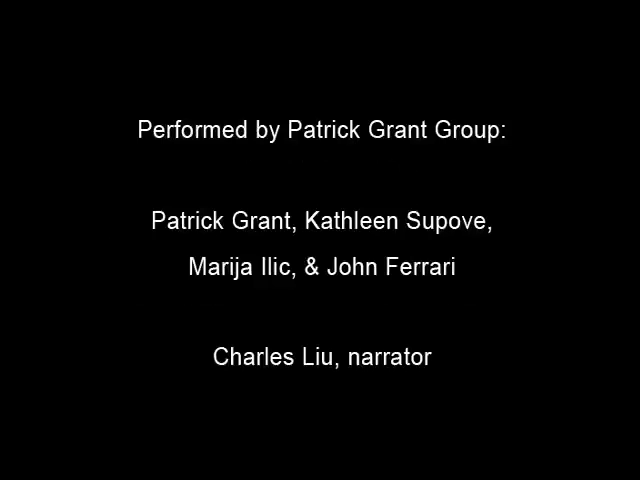 Performed by Patrick Grant Group:
Patrick Grant, Kathleen Supove,
Marija Ilic, & John Ferrari
Charles Liu, narrator